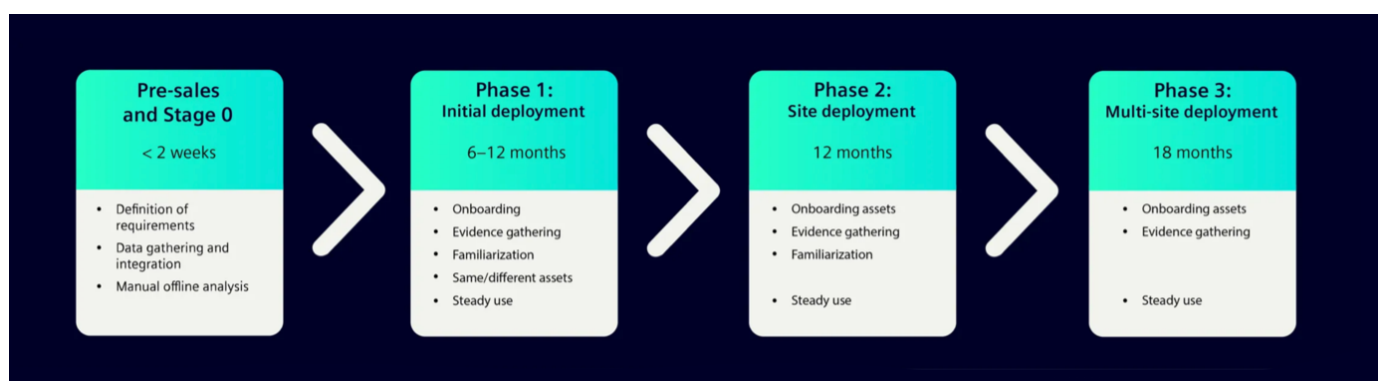 Pre-sales
and Stage 0
< 2 weeks
• Definition of
requirements
• Data gathering and
integration
• Manual offline analysis
Phase 1:
Initial deployment
6–12 months
• Onboarding
• Evidence gathering
• Familiarization
• Same/different assets
• Steady use
Phase 2:
Site deployment
12 months
• Onboarding assets
• Evidence gathering
• Familiarization
• Steady use
Phase 3:
Multi-site deployment
18 months
• Onboarding assets
• Evidence gathering
• Steady use